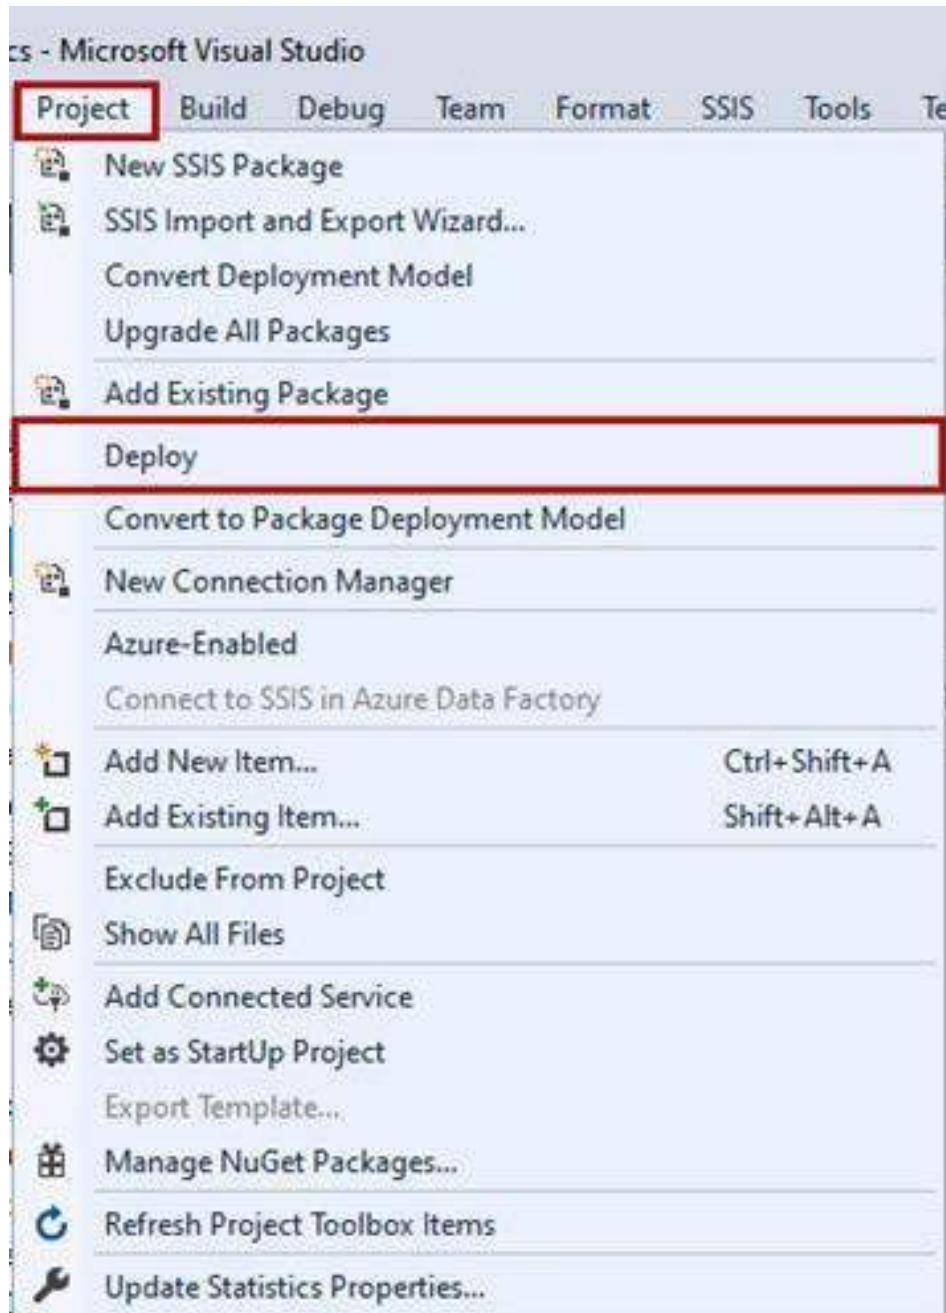 cs - Microsoft Visual Studio
Project Build Debug Team Format SSIS Tools Te
New SSIS Package
SSIS Import and Export Wizard...
Convert Deployment Model
Upgrade All Packages
Add Existing Package
Deploy
Convert to Package Deployment Model
New Connection Manager
Azure-Enabled
Connect to SSIS in Azure Data Factory
Add New Item... Ctrl+Shift+A
Add Existing Item... Shift+Alt+A
Exclude From Project
Show All Files
Add Connected Service
Set as StartUp Project
Export Template...
Manage NuGet Packages...
Refresh Project Toolbox Items
Update Statistics Properties...